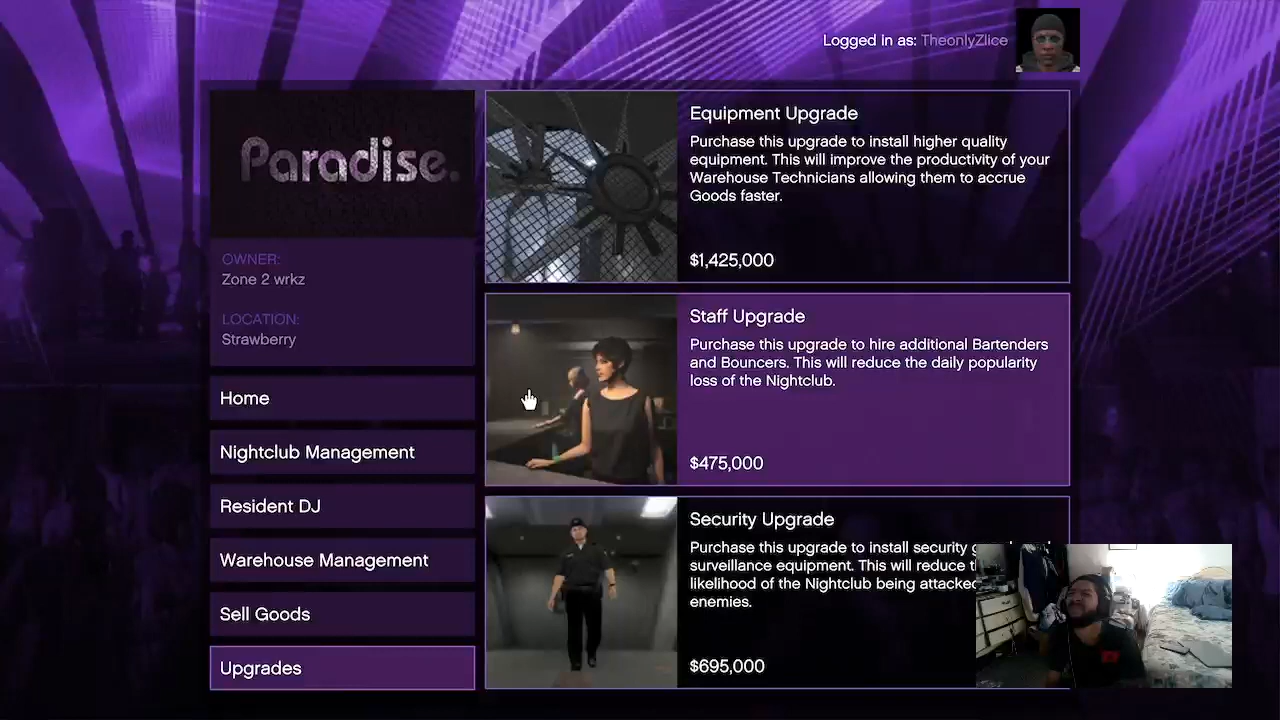 Logged in as: TheonlyZlice
Paradise.
OWNER:
Zone 2 wrkz
LOCATION:
Strawberry
Home
Nightclub Management
Resident DJ
Warehouse Management
Sell Goods
Upgrades
Equipment Upgrade
Purchase this upgrade to install higher quality
equipment. This will improve the productivity of your
Warehouse Technicians allowing them to accrue
Goods faster.
$1,425,000
Staff Upgrade
Purchase this upgrade to hire additional Bartenders
and Bouncers. This will reduce the daily popularity
loss of the Nightclub.
$475,000
Security Upgrade
Purchase this upgrade to install security
surveillance equipment. This will reduce
likelihood of the Nightclub being attacked
enemies.
$695,000